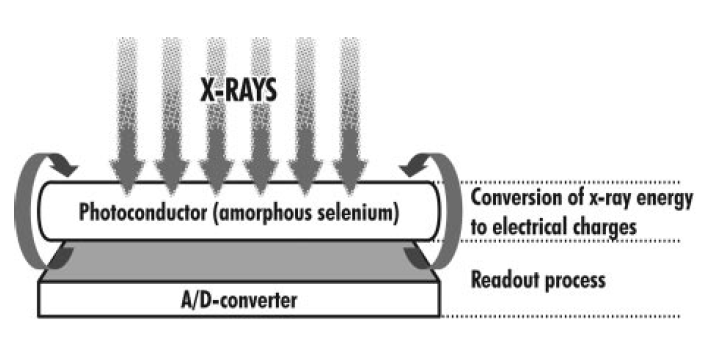 X-RAYS
Photoconductor (amorphous selenium)
Conversion of x-ray energy
to electrical charges
Readout process
A/D-converter